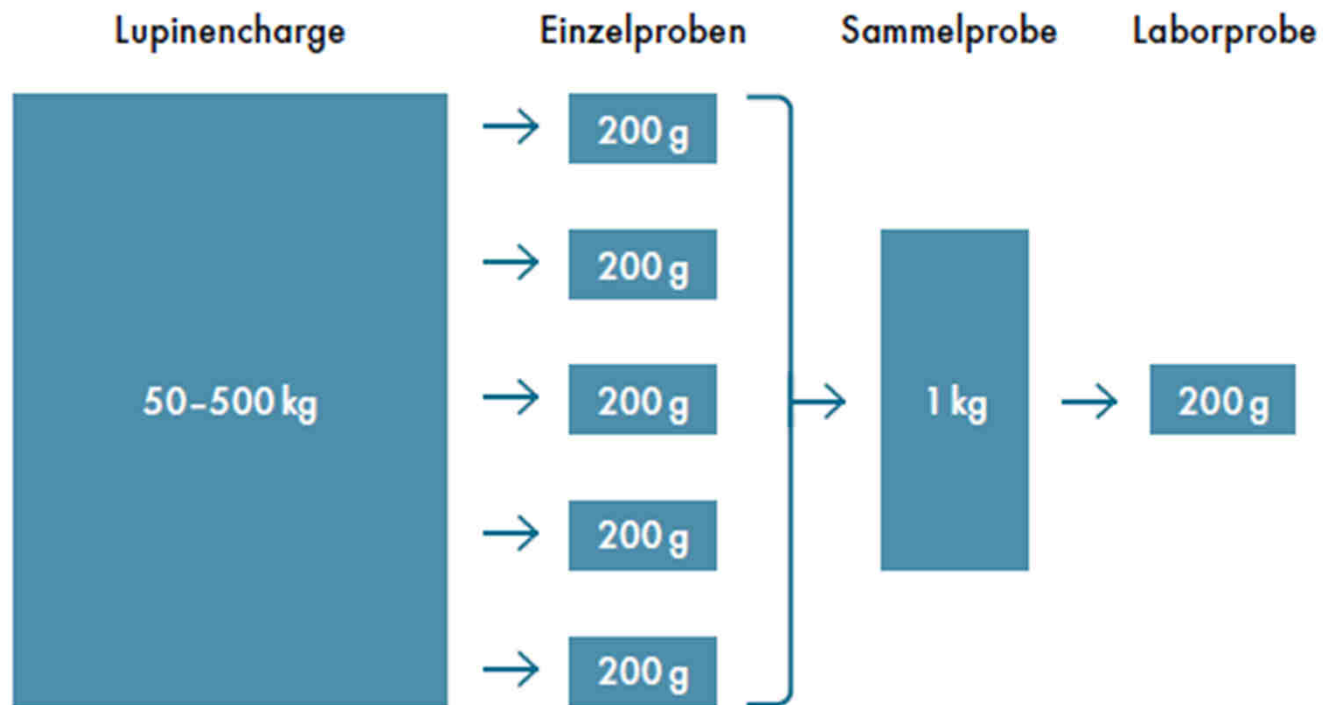 Lupinencharge
Einzelproben
Sammelprobe
Laborprobe
50–500 kg
200 g
200 g
200 g
200 g
200 g
1 kg
200 g